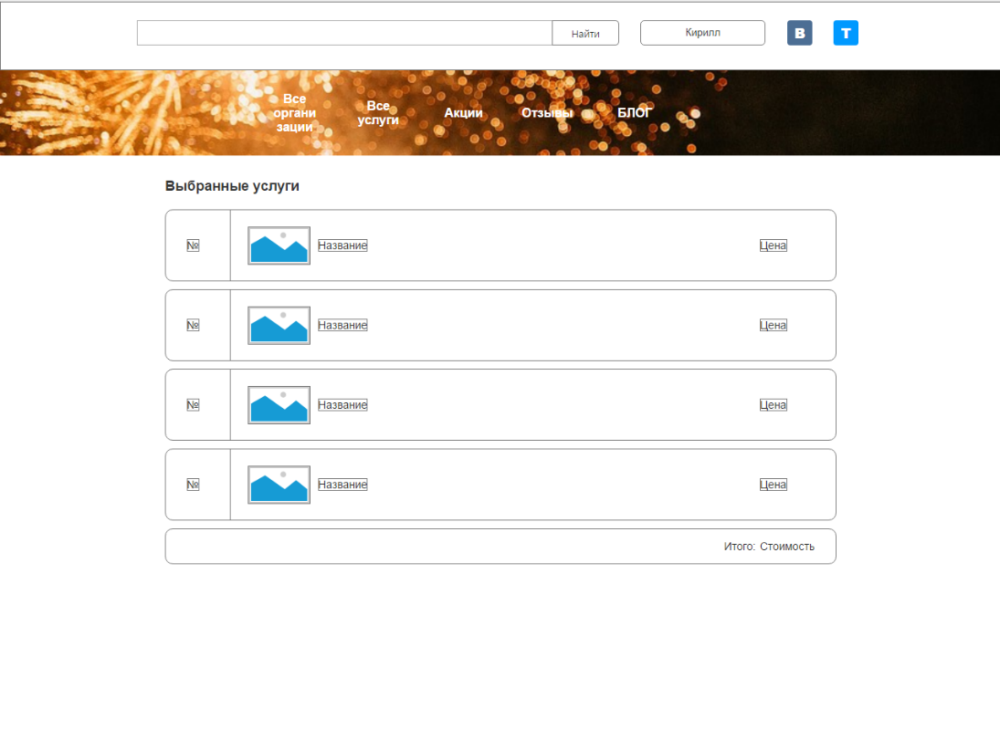 Найти
Кирилл
B
T
Все
органи
зации
Все
услуги
Акции
Отзывы
БЛОГ
Выбранные услуги
№ Название Цена
№ Название Цена
№ Название Цена
№ Название Цена
Итого: Стоимость